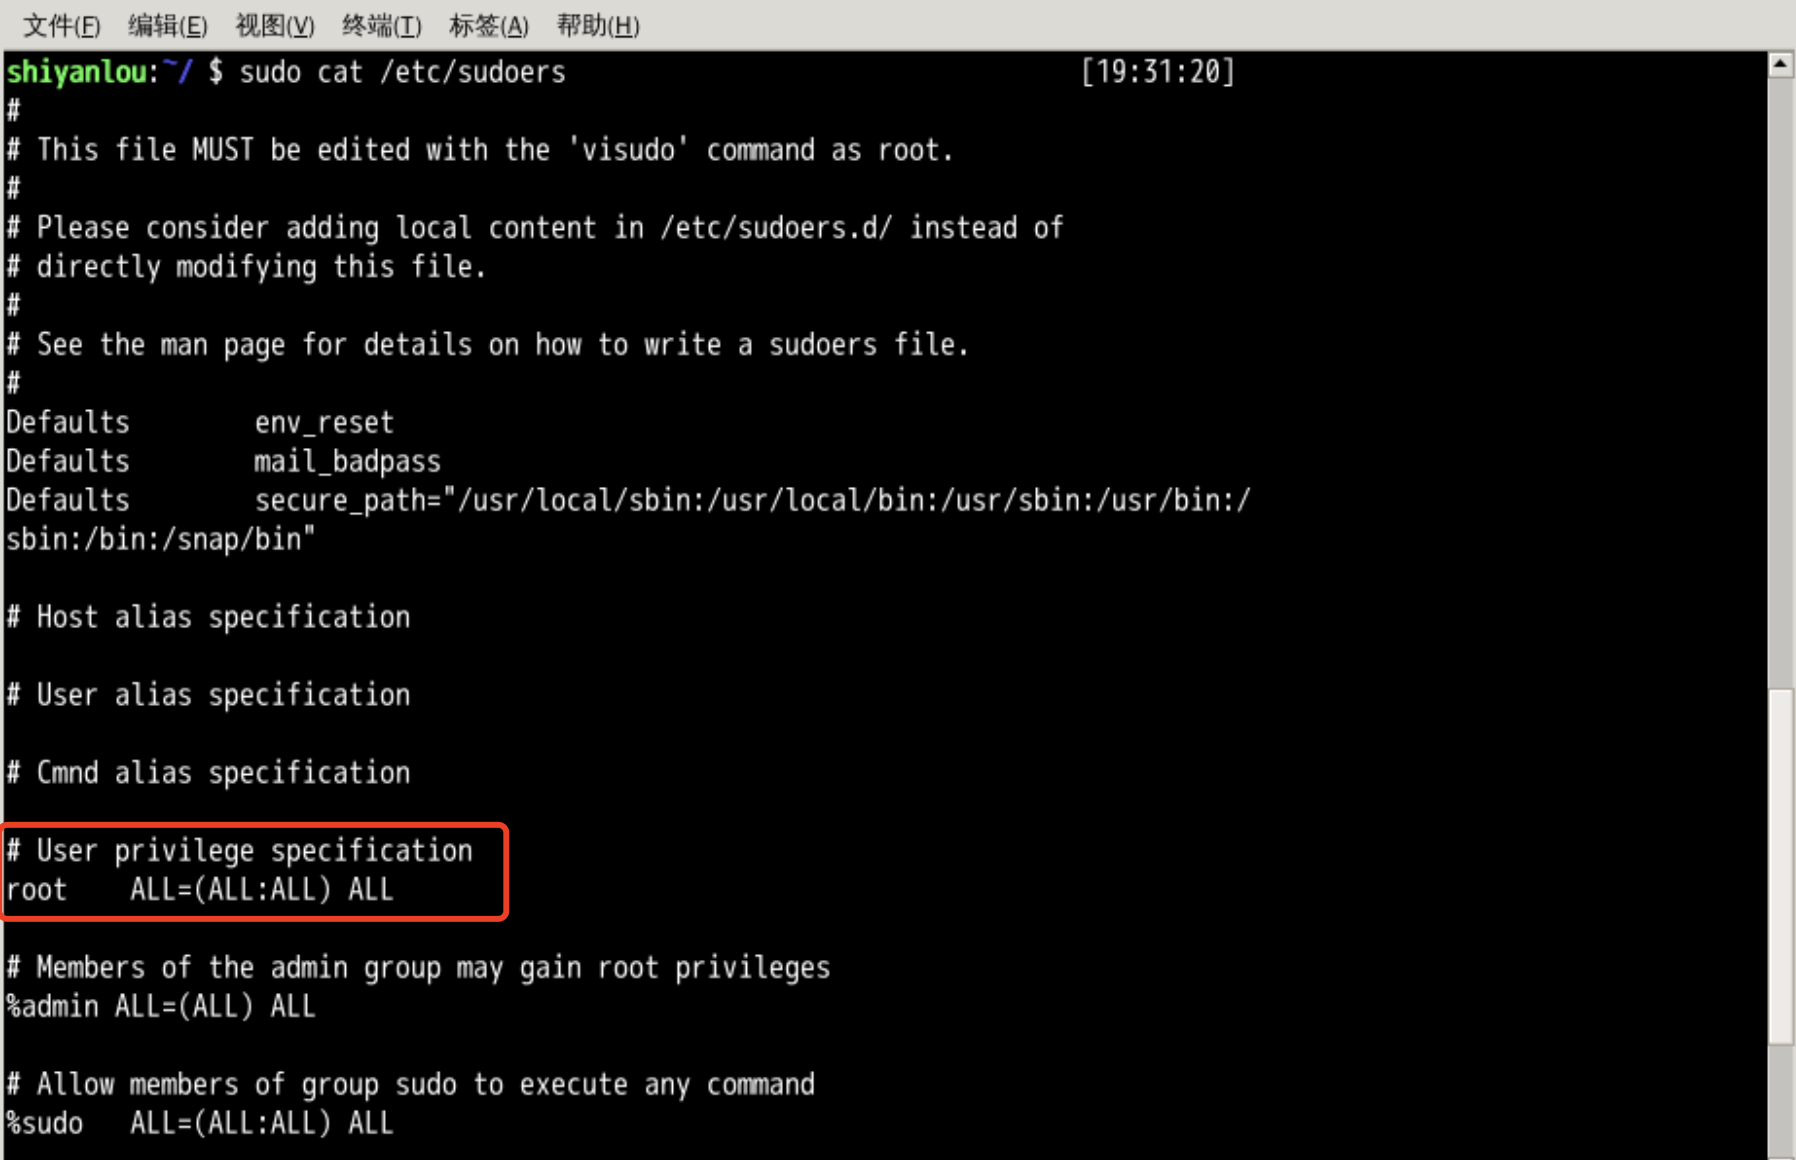 文件(F) 编辑(E) 视图(V) 终端(T) 标签(A) 帮助(H)
shiyanlou:~/ $ sudo cat /etc/sudoers [19:31:20]
#
# This file MUST be edited with the 'visudo' command as root.
#
# Please consider adding local content in /etc/sudoers.d/ instead of
# directly modifying this file.
#
# See the man page for details on how to write a sudoers file.
#
Defaults env_reset
Defaults mail_badpass
Defaults secure_path="/usr/local/sbin:/usr/local/bin:/usr/sbin:/usr/bin:/
sbin:/bin:/snap/bin"
# Host alias specification
# User alias specification
# Cmnd alias specification
# User privilege specification
root ALL=(ALL:ALL) ALL
# Members of the admin group may gain root privileges
%admin ALL=(ALL) ALL
# Allow members of group sudo to execute any command
%sudo ALL=(ALL:ALL) ALL